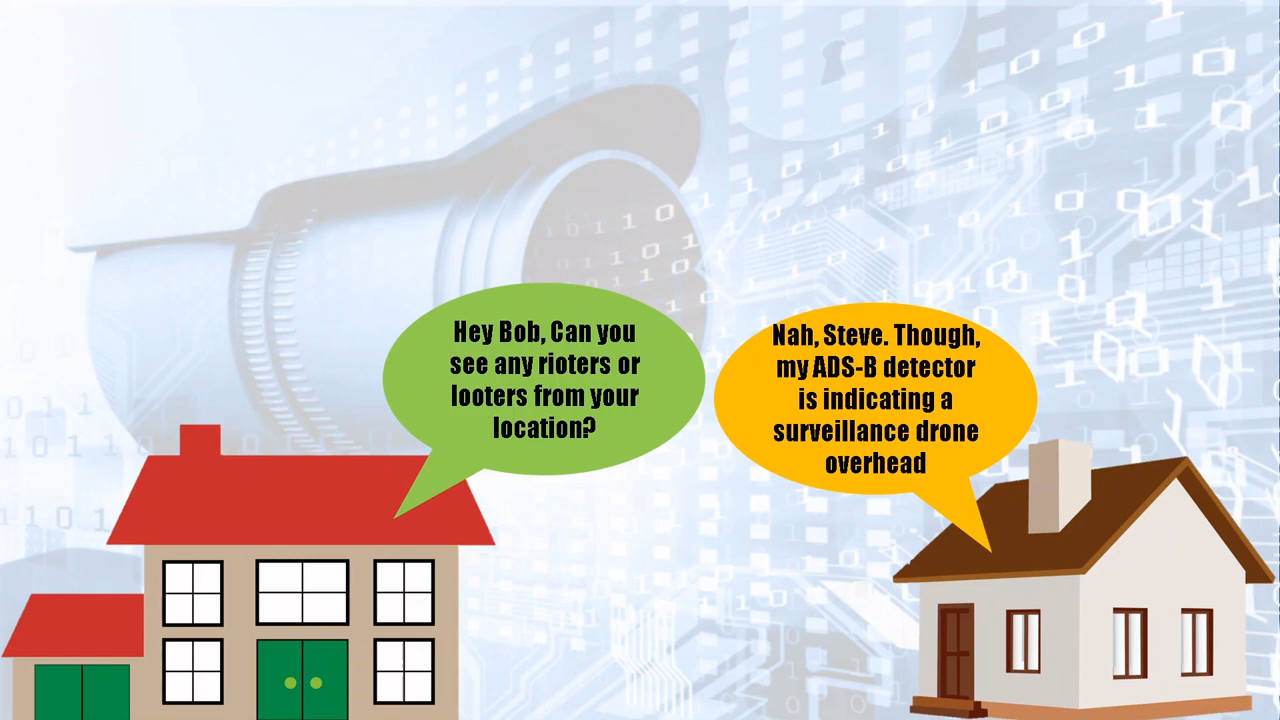 Hey Bob, Can you
see any rioters or
looters from your
location?
Nah, Steve. Though,
my ADS-B detector
is indicating a
surveillance drone
overhead